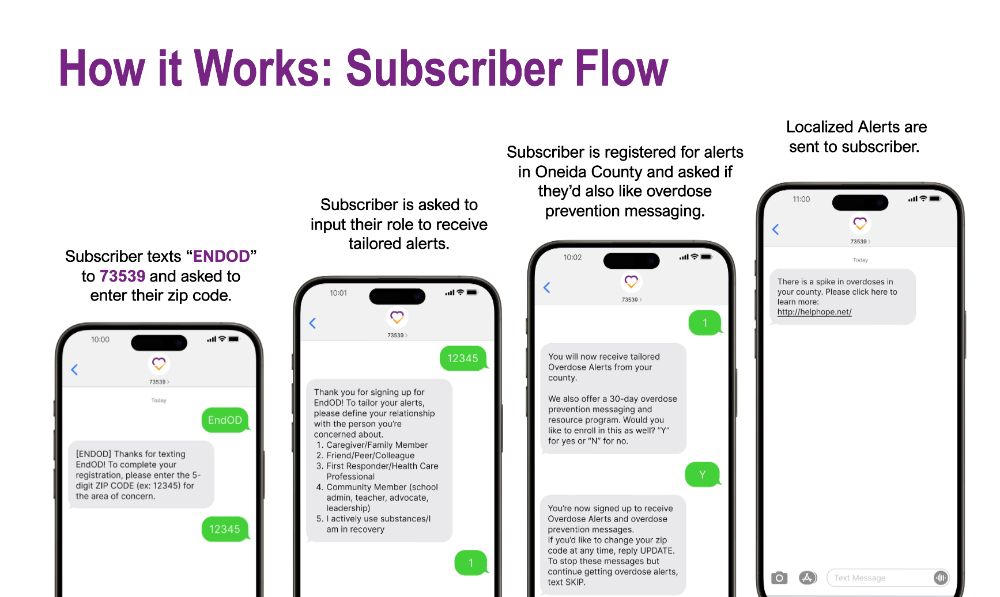 How it Works: Subscriber Flow
Subscriber texts “ENDOD”
to 73539 and asked to
enter their zip code.
10:00
73539 >
Today
EndOD
[ENDOD] Thanks for texting
EndOD! To complete your
registration, please enter the 5-
digit ZIP CODE (ex: 12345) for
the area of concern.
12345
Subscriber is asked to
input their role to receive
tailored alerts.
10:01
73539 >
12345
Thank you for signing up for
EndOD! To tailor your alerts,
please define your relationship
with the person you’re
concerned about.
1. Caregiver/Family Member
2. Friend/Peer/Colleague
3. First Responder/Health Care
Professional
4. Community Member (school
admin, teacher, advocate,
leadership)
5. I actively use substances/I
am in recovery
1
Subscriber is registered for alerts
in Oneida County and asked if
they’d also like overdose
prevention messaging.
10:02
73539 >
1
You will now receive tailored
Overdose Alerts from your
county.
We also offer a 30-day overdose
prevention messaging and
resource program. Would you
like to enroll in this as well? “Y”
for yes or “N” for no.
Y
You’re now signed up to receive
Overdose Alerts and overdose
prevention messages.
If you’d like to change your zip
code at any time, reply UPDATE.
To stop these messages but
continue getting overdose alerts,
text SKIP.
Localized Alerts are
sent to subscriber.
11:00
73539 >
Today
There is a spike in overdoses in
your county. Please click here to
learn more:
http://helphope.net/
Text Message